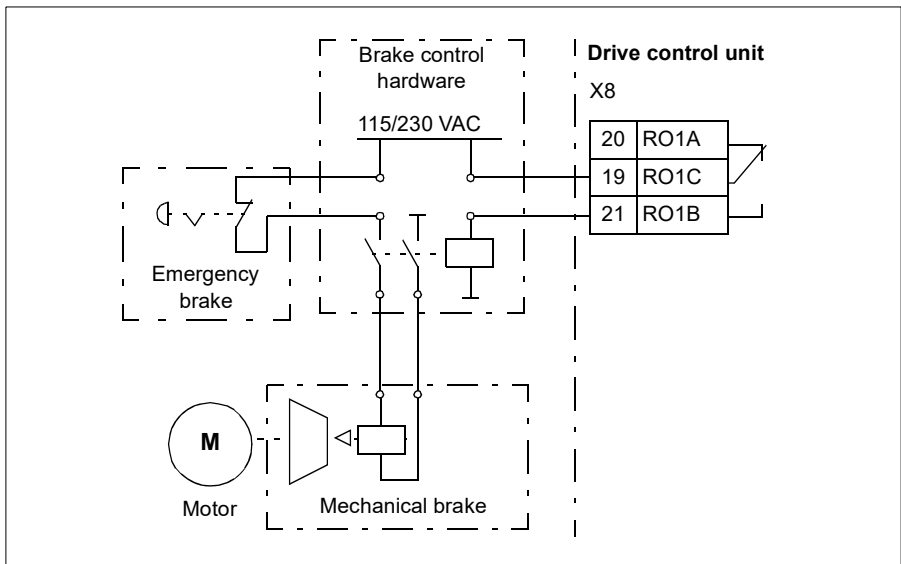 Brake control
hardware
115/230 VAC
Drive control unit
X8
20 RO1A
19 RO1C
21 RO1B
Emergency
brake
M
Motor
Mechanical brake